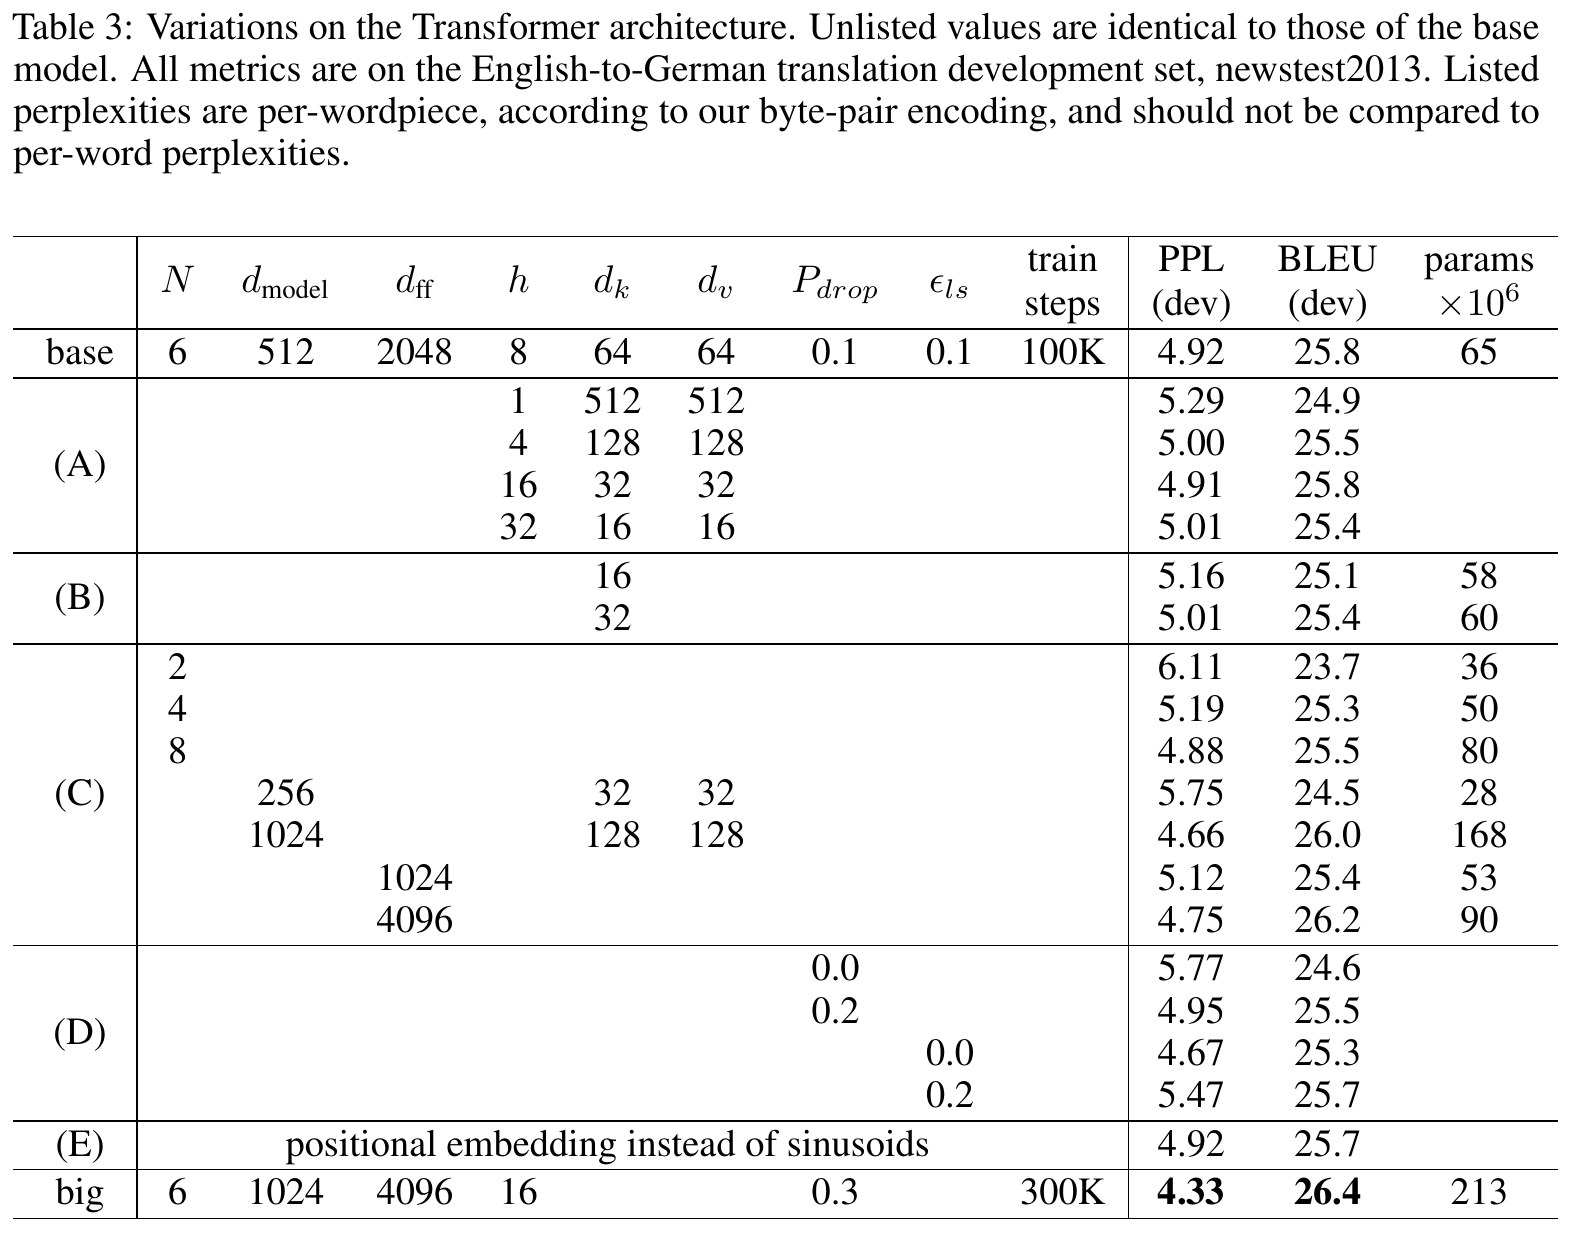 Table 3: Variations on the Transformer architecture. Unlisted values are identical to those of the base
model. All metrics are on the English-to-German translation development set, newstest2013. Listed
perplexities are per-wordpiece, according to our byte-pair encoding, and should not be compared to
per-word perplexities.
N d_model d_ff h d_k d_v P_drop ϵ_ls train steps PPL (dev) BLEU (dev) params ×10^6
base 6 512 2048 8 64 64 0.1 0.1 100K 4.92 25.8 65
(A)
1 512 512 5.29 24.9
4 128 128 5.00 25.5
16 32 32 4.91 25.8
32 16 16 5.01 25.4
(B)
16 5.16 25.1 58
32 5.01 25.4 60
(C)
2 6.11 23.7 36
4 5.19 25.3 50
8 4.88 25.5 80
256 32 32 5.75 24.5 28
1024 128 128 4.66 26.0 168
1024 5.12 25.4 53
4096 4.75 26.2 90
(D)
0.0 5.77 24.6
0.2 4.95 25.5
0.0 4.67 25.3
0.2 5.47 25.7
(E) positional embedding instead of sinusoids 4.92 25.7
big 6 1024 4096 16 0.3 300K 4.33 26.4 213